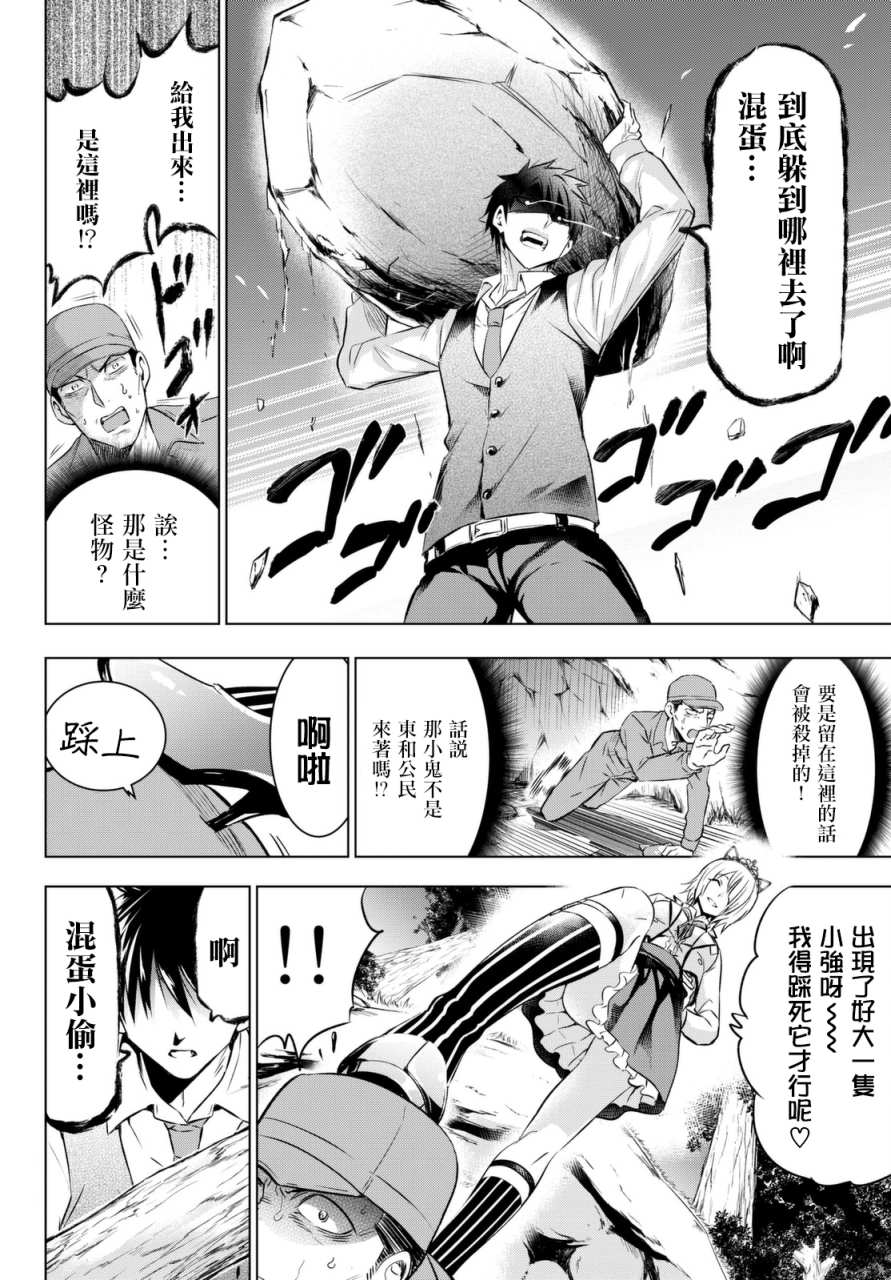 到底躲到哪裡去了啊
混蛋…
ゴゴゴゴ
給我出來…
是這裡嗎!?
ドドド
誒…
那是什麼
怪物？
要是留在這裡的話
會被殺掉的！
話説
那小鬼不是
東和公民
來著嗎!?
啊啦
踩上
出現了好大一隻
小強呀～～
我得踩死它才行呢♡
！！
啊
混蛋小偷…